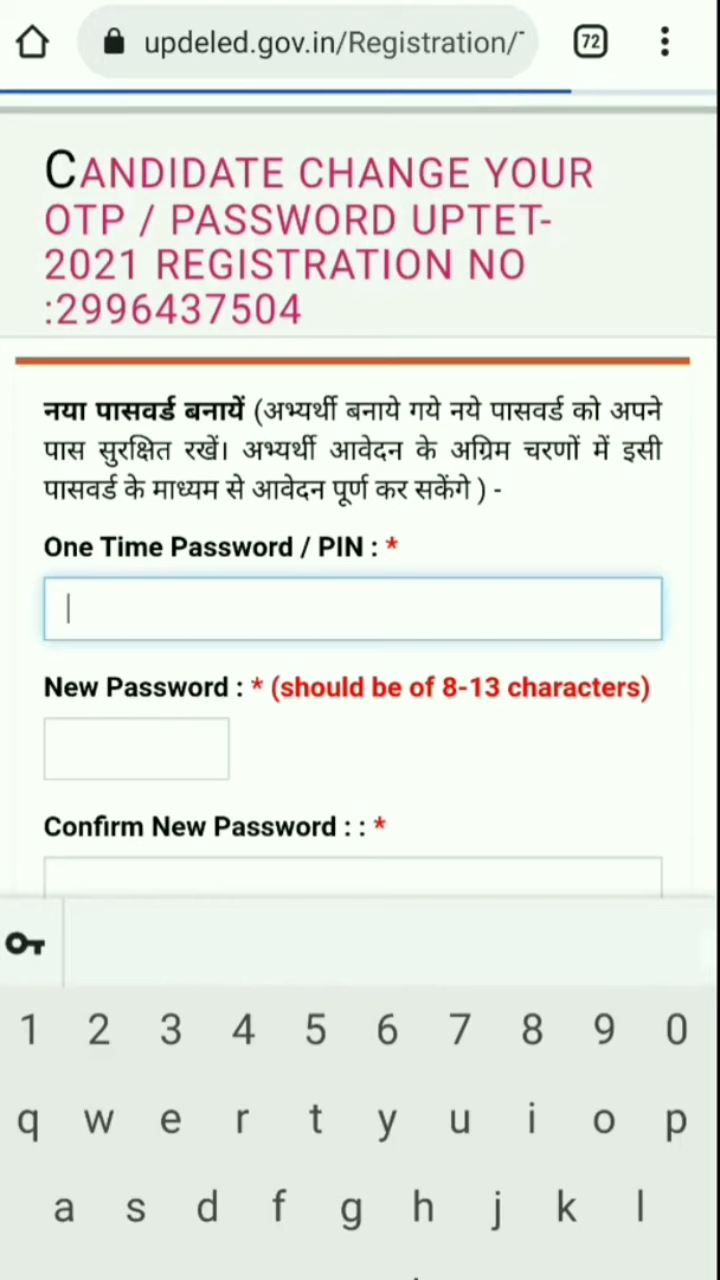 updeled.gov.in/Registration/
72
CANDIDATE CHANGE YOUR
OTP / PASSWORD UPTET-
2021 REGISTRATION NO
:2996437504
नया पासवर्ड बनायें (अभ्यर्थी बनाये गये नये पासवर्ड को अपने
पास सुरक्षित रखें। अभ्यर्थी आवेदन के अग्रिम चरणों में इसी
पासवर्ड के माध्यम से आवेदन पूर्ण कर सकेंगे ) -
One Time Password / PIN : *
New Password : * (should be of 8-13 characters)
Confirm New Password : : *
1 2 3 4 5 6 7 8 9 0
q w e r t y u i o p
a s d f g h j k l